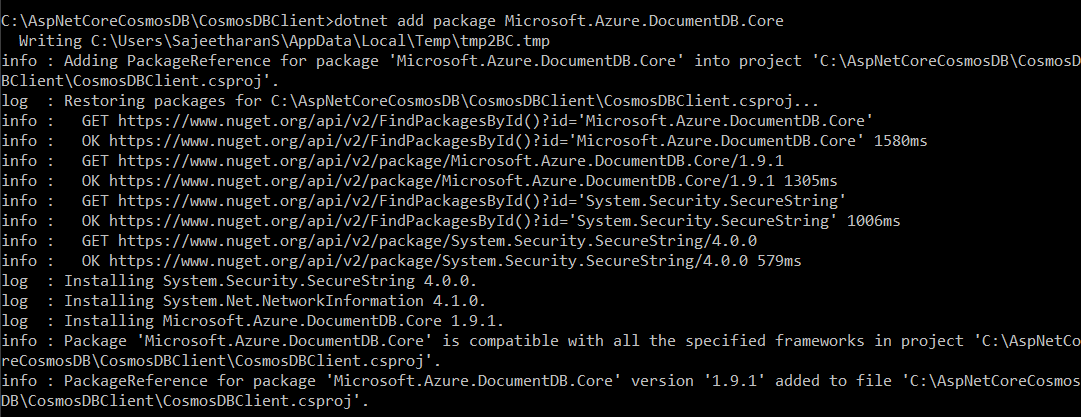 C:\AspNetCoreCosmosDB\CosmosDBClient>dotnet add package Microsoft.Azure.DocumentDB.Core
  Writing C:\Users\SajeetharanS\AppData\Local\Temp\tmp2BC.tmp
info : Adding PackageReference for package 'Microsoft.Azure.DocumentDB.Core' into project 'C:\AspNetCoreCosmosDB\CosmosD
BClient\CosmosDBClient.csproj'.
log  : Restoring packages for C:\AspNetCoreCosmosDB\CosmosDBClient\CosmosDBClient.csproj...
info :   GET https://www.nuget.org/api/v2/FindPackagesById()?id='Microsoft.Azure.DocumentDB.Core'
info :   OK https://www.nuget.org/api/v2/FindPackagesById()?id='Microsoft.Azure.DocumentDB.Core' 1580ms
info :   GET https://www.nuget.org/api/v2/package/Microsoft.Azure.DocumentDB.Core/1.9.1
info :   OK https://www.nuget.org/api/v2/package/Microsoft.Azure.DocumentDB.Core/1.9.1 1305ms
info :   GET https://www.nuget.org/api/v2/FindPackagesById()?id='System.Security.SecureString'
info :   OK https://www.nuget.org/api/v2/FindPackagesById()?id='System.Security.SecureString' 1006ms
info :   GET https://www.nuget.org/api/v2/package/System.Security.SecureString/4.0.0
info :   OK https://www.nuget.org/api/v2/package/System.Security.SecureString/4.0.0 579ms
log  : Installing System.Security.SecureString 4.0.0.
log  : Installing System.Net.NetworkInformation 4.1.0.
log  : Installing Microsoft.Azure.DocumentDB.Core 1.9.1.
info : Package 'Microsoft.Azure.DocumentDB.Core' is compatible with all the specified frameworks in project 'C:\AspNetCo
reCosmosDB\CosmosDBClient\CosmosDBClient.csproj'.
info : PackageReference for package 'Microsoft.Azure.DocumentDB.Core' version '1.9.1' added to file 'C:\AspNetCoreCosmos
DB\CosmosDBClient\CosmosDBClient.csproj'.